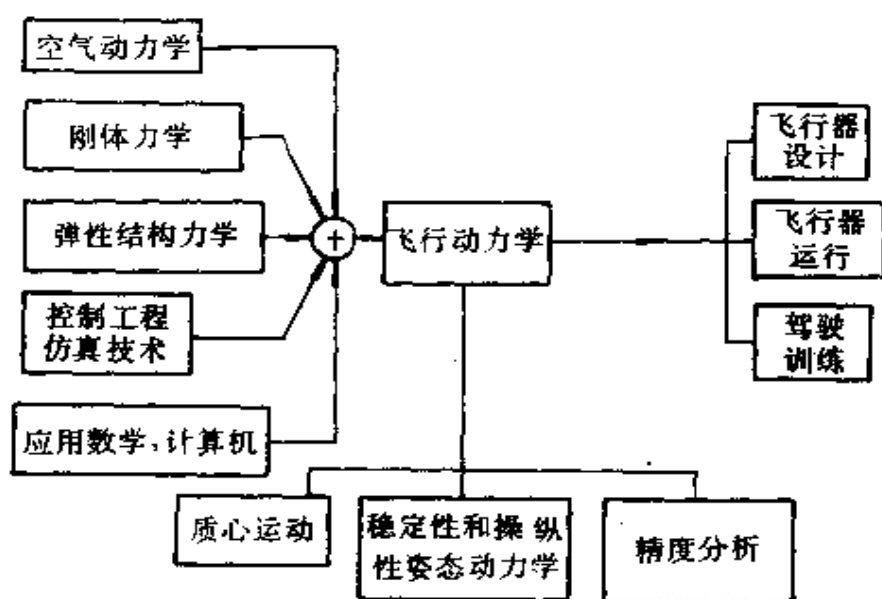 空气动力学
刚体力学
弹性结构力学
控制工程
仿真技术
应用数学,计算机
+
飞行动力学
飞行器
设计
飞行器
运行
驾驶
训练
质心运动
稳定性和操纵
性姿态动力学
精度分析